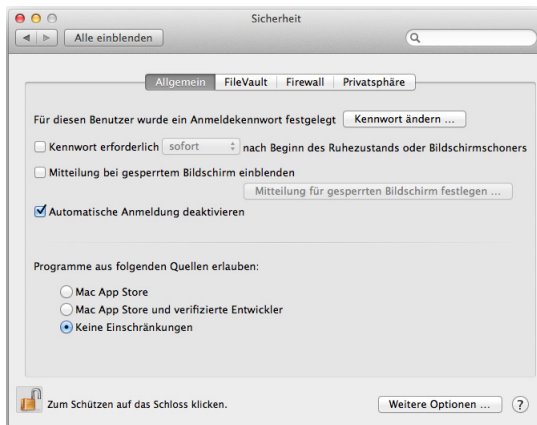 Sicherheit
Alle einblenden
Allgemein FileVault Firewall Privatsphäre
Für diesen Benutzer wurde ein Anmeldekennwort festgelegt Kennwort ändern ...
Kennwort erforderlich sofort nach Beginn des Ruhezustands oder Bildschirmschoners
Mitteilung bei gesperrtem Bildschirm einblenden
Mitteilung für gesperrten Bildschirm festlegen ...
Automatische Anmeldung deaktivieren
Programme aus folgenden Quellen erlauben:
Mac App Store
Mac App Store und verifizierte Entwickler
Keine Einschränkungen
Zum Schützen auf das Schloss klicken. Weitere Optionen ... ?